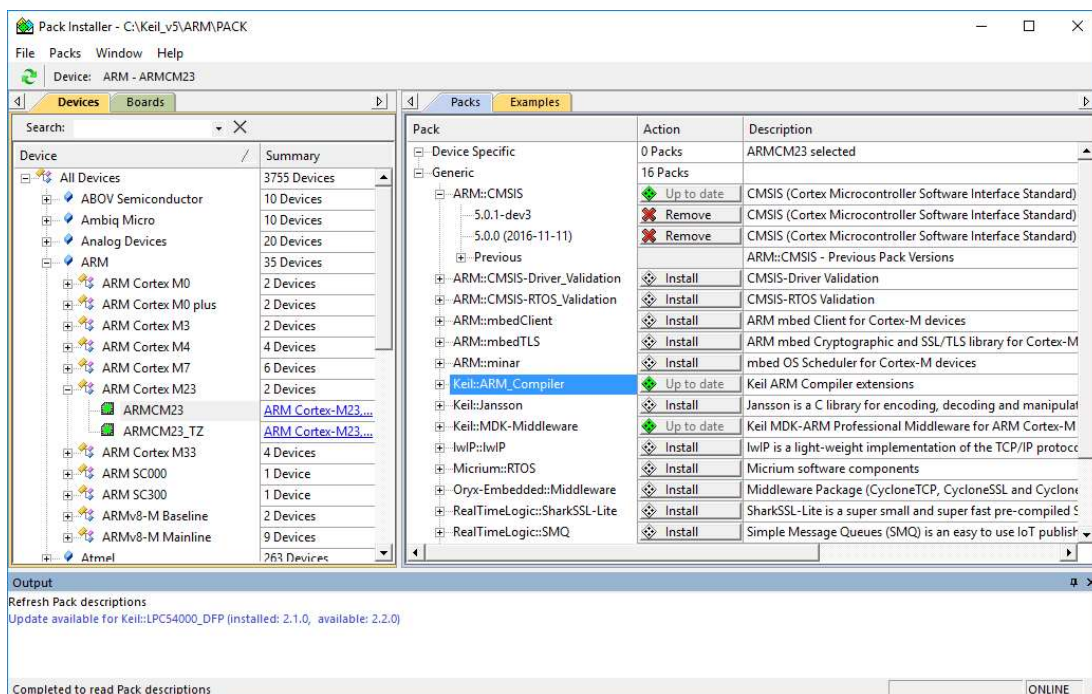 Pack Installer - C:\Keil_v5\ARM\PACK
File Packs Window Help
Device: ARM - ARMCM23
Devices Boards
Search:
Device Summary
All Devices 3755 Devices
ABOV Semiconductor 10 Devices
Ambiq Micro 10 Devices
Analog Devices 20 Devices
ARM 35 Devices
ARM Cortex M0 2 Devices
ARM Cortex M0 plus 2 Devices
ARM Cortex M3 2 Devices
ARM Cortex M4 4 Devices
ARM Cortex M7 6 Devices
ARM Cortex M23 2 Devices
ARMCM23 ARM Cortex-M23,...
ARMCM23_TZ ARM Cortex-M23,...
ARM Cortex M33 4 Devices
ARM SC000 1 Device
ARM SC300 1 Device
ARMv8-M Baseline 2 Devices
ARMv8-M Mainline 9 Devices
Atmel 263 Devices
Packs Examples
Pack Action Description
Device Specific 0 Packs ARMCM23 selected
Generic 16 Packs
ARM::CMSIS Up to date CMSIS (Cortex Microcontroller Software Interface Standard)
5.0.1-dev3 Remove CMSIS (Cortex Microcontroller Software Interface Standard)
5.0.0 (2016-11-11) Remove CMSIS (Cortex Microcontroller Software Interface Standard)
Previous ARM::CMSIS - Previous Pack Versions
ARM::CMSIS-Driver_Validation Install CMSIS-Driver Validation
ARM::CMSIS-RTOS_Validation Install CMSIS-RTOS Validation
ARM::mbedClient Install ARM mbed Client for Cortex-M devices
ARM::mbedTLS Install ARM mbed Cryptographic and SSL/TLS library for Cortex-M
ARM::minar Install mbed OS Scheduler for Cortex-M devices
Keil::ARM_Compiler Up to date Keil ARM Compiler extensions
Keil::Jansson Install Jansson is a C library for encoding, decoding and manipulat
Keil::MDK-Middleware Up to date Keil MDK-ARM Professional Middleware for ARM Cortex-M
lwIP::lwIP Install lwIP is a light-weight implementation of the TCP/IP protoco
Micrium::RTOS Install Micrium software components
Oryx-Embedded::Middleware Install Middleware Package (CycloneTCP, CycloneSSL and Cyclone
RealTimeLogic::SharkSSL-Lite Install SharkSSL-Lite is a super small and super fast pre-compiled S
RealTimeLogic::SMQ Install Simple Message Queues (SMQ) is an easy to use IoT publish
Output
Refresh Pack descriptions
Update available for Keil::LPC54000_DFP (installed: 2.1.0, available: 2.2.0)
Completed to read Pack descriptions ONLINE